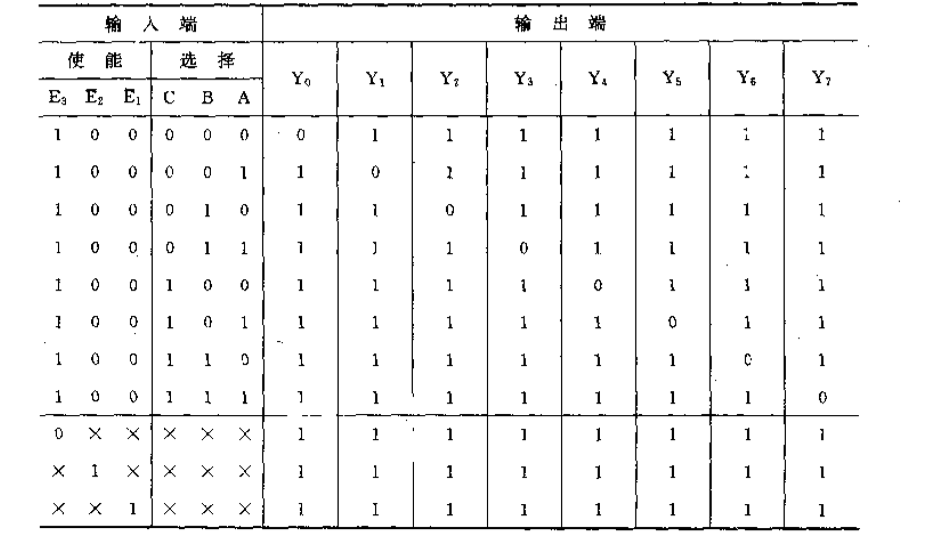 输入端 输出端
使能 选择 Y₀ Y₁ Y₂ Y₃ Y₄ Y₅ Y₆ Y₇
E₃ E₂ E₁ C B A
1 0 0 0 0 0 0 1 1 1 1 1 1 1
1 0 0 0 0 1 1 0 1 1 1 1 1 1
1 0 0 0 1 0 1 1 0 1 1 1 1 1
1 0 0 0 1 1 1 1 1 0 1 1 1 1
1 0 0 1 0 0 1 1 1 1 0 1 1 1
1 0 0 1 0 1 1 1 1 1 1 0 1 1
1 0 0 1 1 0 1 1 1 1 1 1 0 1
1 0 0 1 1 1 1 1 1 1 1 1 1 0
0 × × × × × 1 1 1 1 1 1 1 1
× 1 × × × × 1 1 1 1 1 1 1 1
× × 1 × × × 1 1 1 1 1 1 1 1